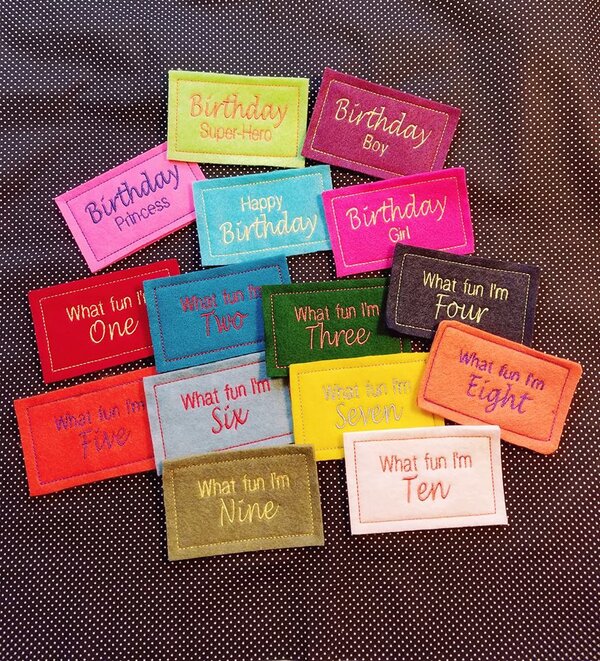 Birthday
Super-Hero
Birthday
Boy
Birthday
Princess
Happy
Birthday
Birthday
Girl
What fun I'm
One
What fun I'm
Two
What fun I'm
Three
What fun I'm
Four
What fun I'm
Five
What fun I'm
Six
What fun I'm
Seven
What fun I'm
Eight
What fun I'm
Nine
What fun I'm
Ten